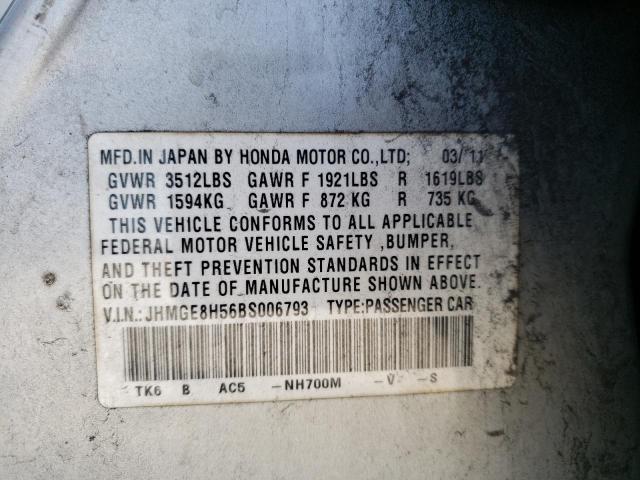 MFD.IN JAPAN BY HONDA MOTOR CO.,LTD; 03/11
GVWR 3512LBS GAWR F 1921LBS R 1619LBS
GVWR 1594KG GAWR F 872 KG R 735 KG
THIS VEHICLE CONFORMS TO ALL APPLICABLE
FEDERAL MOTOR VEHICLE SAFETY ,BUMPER,
AND THEFT PREVENTION STANDARDS IN EFFECT
ON THE DATE OF MANUFACTURE SHOWN ABOVE.
V.I.N.: JHMGE8H56BS006793 TYPE:PASSENGER CAR
TK6 B AC5 -NH700M -V -S